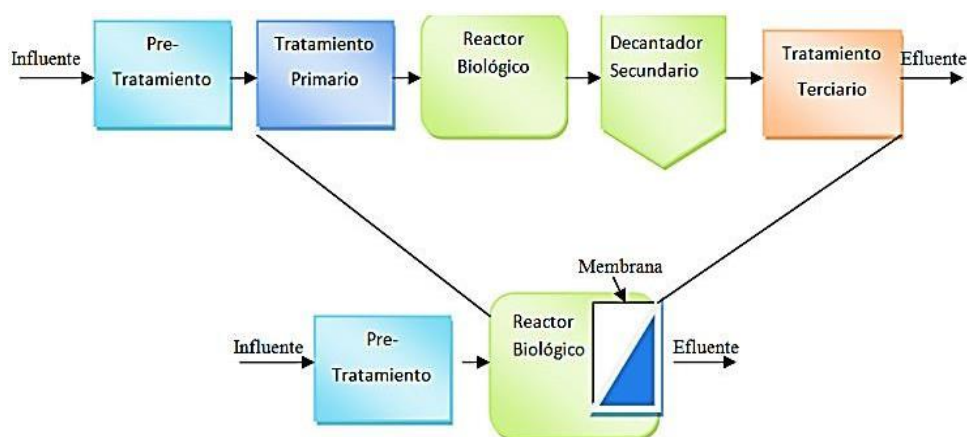 Influente
Pre-
Tratamiento
Tratamiento
Primario
Reactor
Biológico
Decantador
Secundario
Tratamiento
Terciario
Efluente
Membrana
Influente
Pre-
Tratamiento
Reactor
Biológico
Efluente